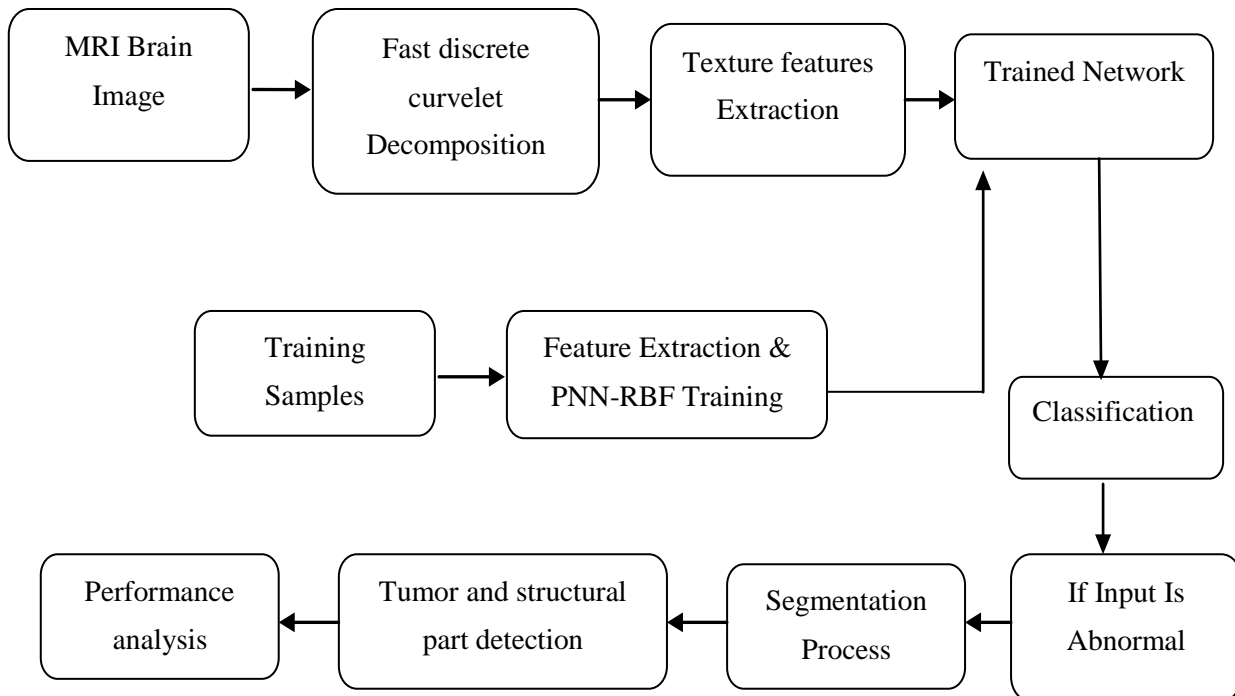 MRI Brain
Image
Fast discrete
curvelet
Decomposition
Texture features
Extraction
Trained Network
Training
Samples
Feature Extraction &
PNN-RBF Training
Classification
Performance
analysis
Tumor and structural
part detection
Segmentation
Process
If Input Is
Abnormal